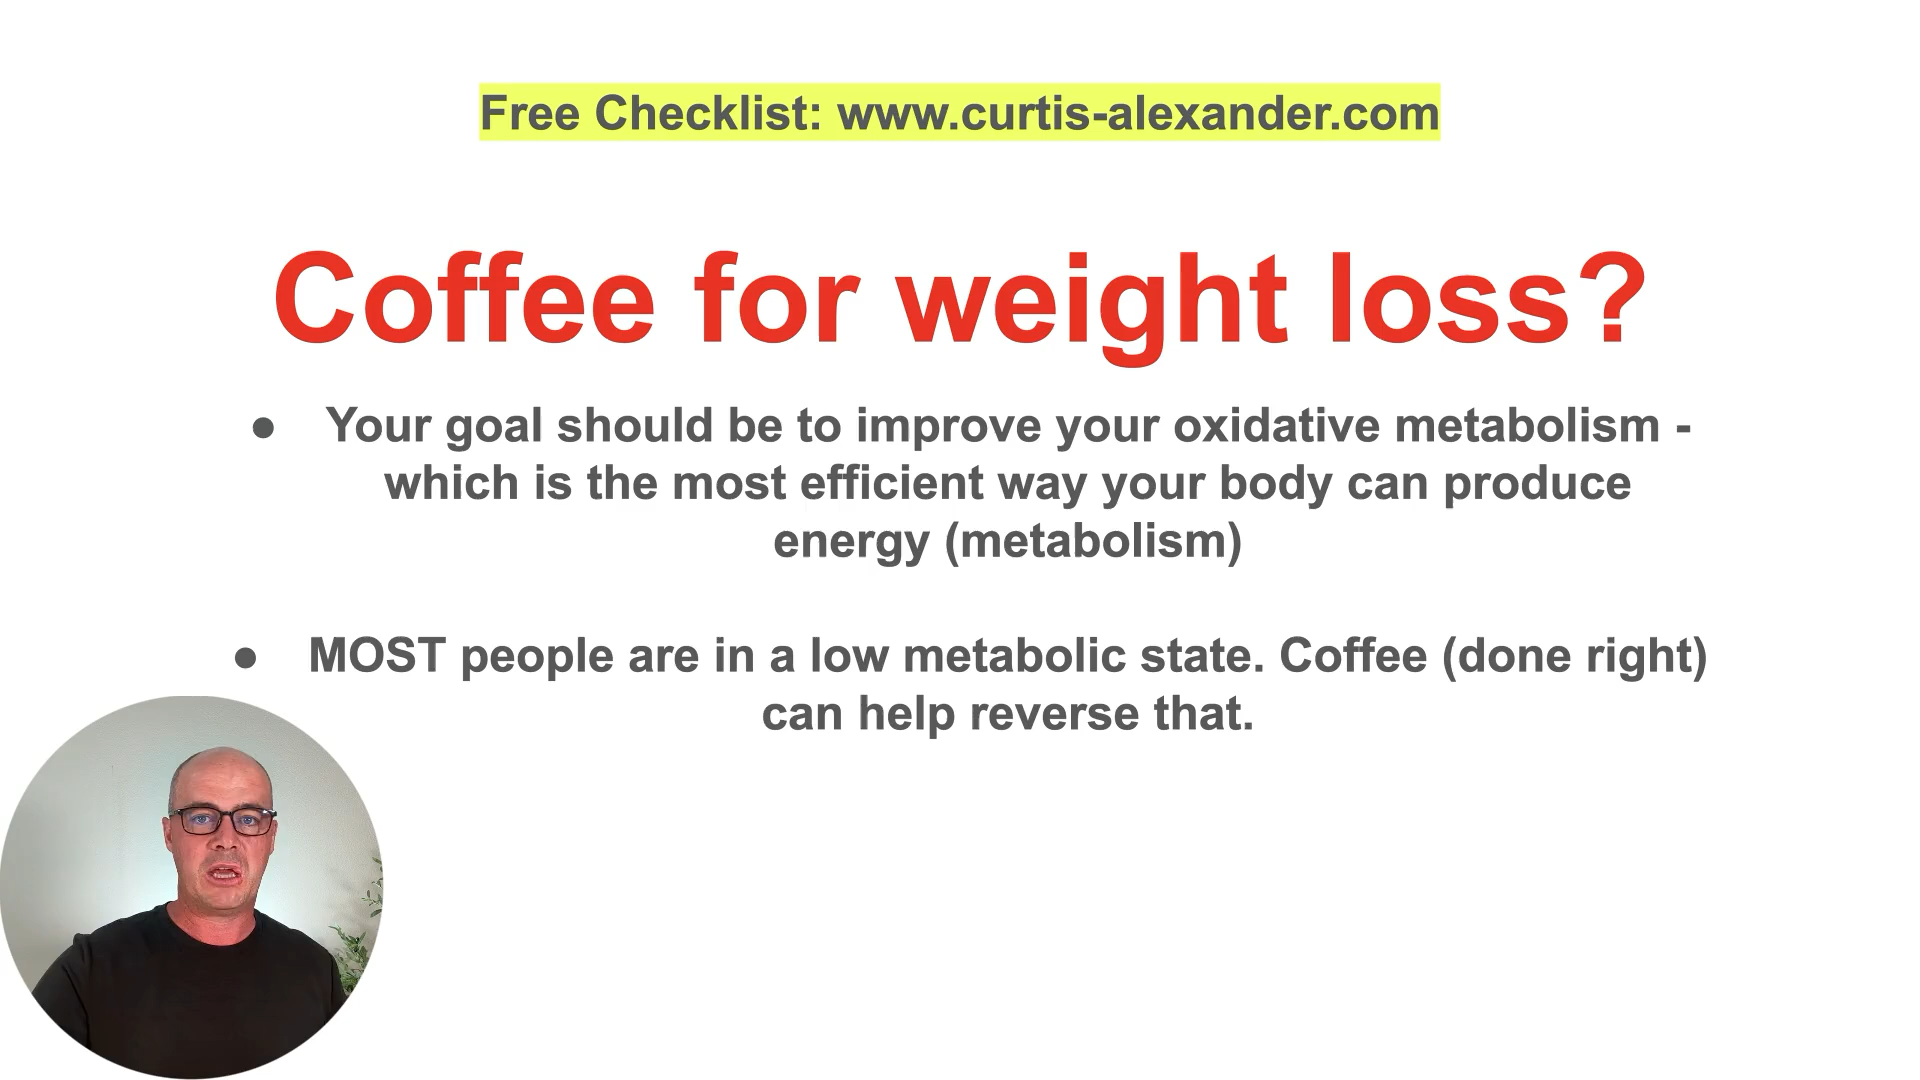 Free Checklist: www.curtis-alexander.com
Coffee for weight loss?
● Your goal should be to improve your oxidative metabolism -
which is the most efficient way your body can produce
energy (metabolism)
● MOST people are in a low metabolic state. Coffee (done right)
can help reverse that.